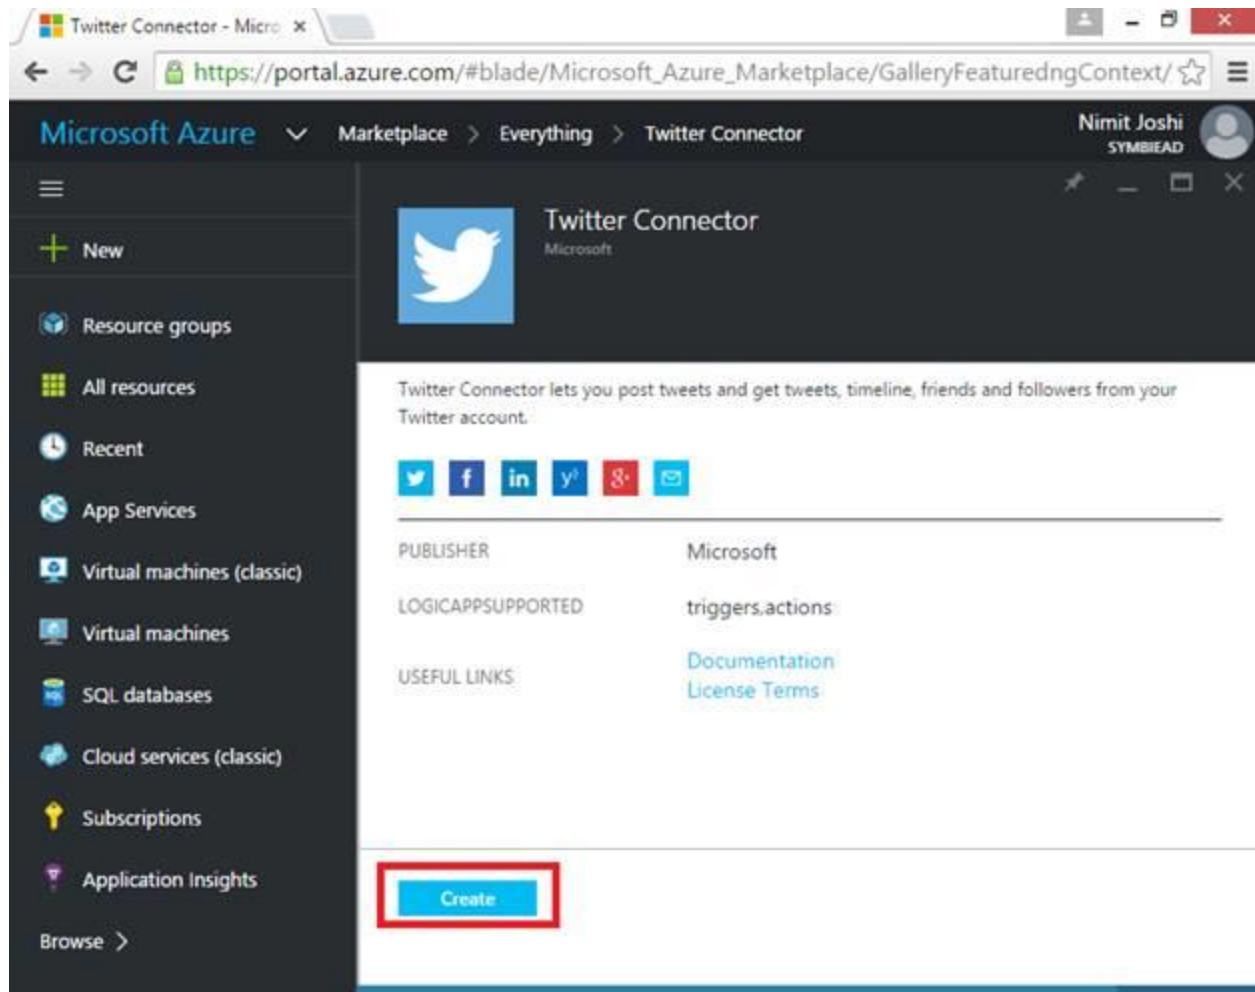 Twitter Connector - Micro
https://portal.azure.com/#blade/Microsoft_Azure_Marketplace/GalleryFeaturedngContext/
Microsoft Azure
Marketplace > Everything > Twitter Connector
Nimit Joshi
SYMBIEAD
New
Resource groups
All resources
Recent
App Services
Virtual machines (classic)
Virtual machines
SQL databases
Cloud services (classic)
Subscriptions
Application Insights
Browse >
Twitter Connector
Microsoft
Twitter Connector lets you post tweets and get tweets, timeline, friends and followers from your
Twitter account.
PUBLISHER Microsoft
LOGICAPPSUPPORTED triggers,actions
USEFUL LINKS Documentation
License Terms
Create